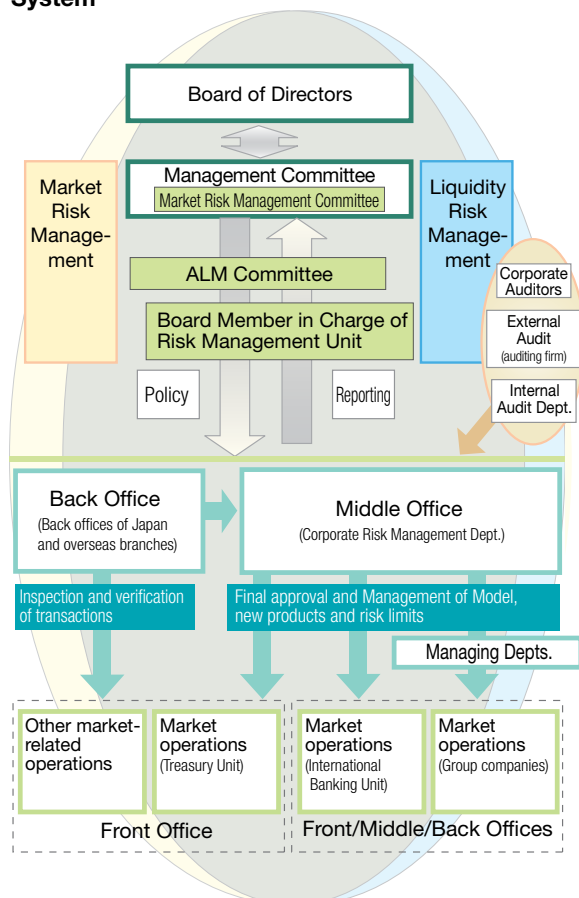 System
Board of Directors
Management Committee
Market Risk Management Committee
Market
Risk
Manage-
ment
Liquidity
Risk
Manage-
ment
ALM Committee
Board Member in Charge of
Risk Management Unit
Corporate
Auditors
External
Audit
(auditing firm)
Internal
Audit Dept.
Policy
Reporting
Back Office
(Back offices of Japan
and overseas branches)
Middle Office
(Corporate Risk Management Dept.)
Inspection and verification
of transactions
Final approval and Management of Model,
new products and risk limits
Managing Depts.
Other market-
related
operations
Market
operations
(Treasury Unit)
Market
operations
(International
Banking Unit)
Market
operations
(Group companies)
Front Office
Front/Middle/Back Offices